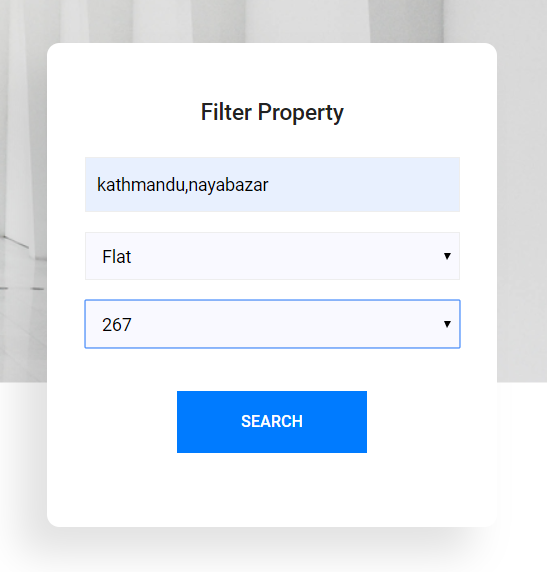 Filter Property
kathmandu,nayabazar
Flat
267
SEARCH